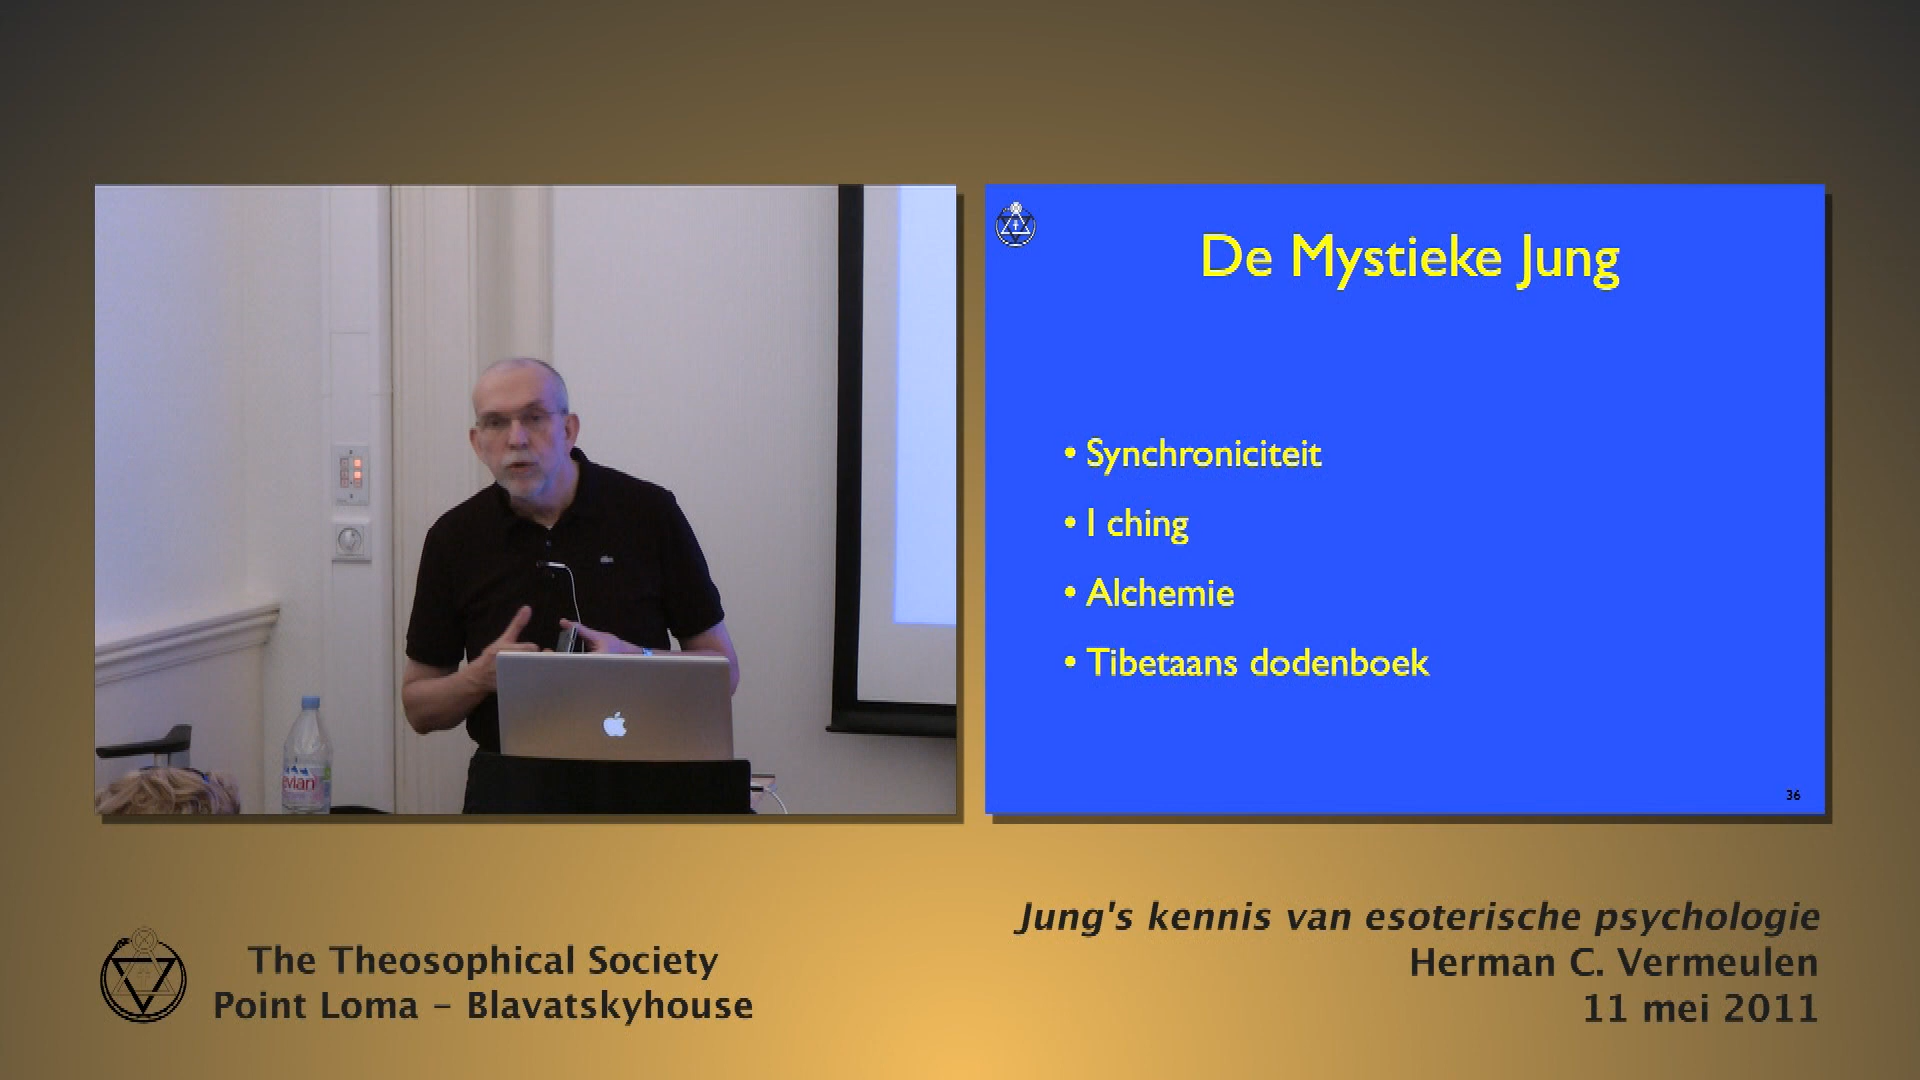 De Mystieke Jung
• Synchroniciteit
• I ching
• Alchemie
• Tibetaans dodenboek
36
evian
Jung's kennis van esoterische psychologie
Herman C. Vermeulen
11 mei 2011
The Theosophical Society
Point Loma - Blavatskyhouse